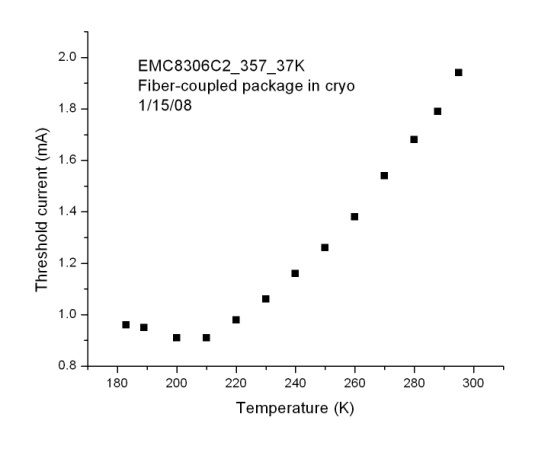 EMC8306C2_357_37K
Fiber-coupled package in cryo
1/15/08
Threshold current (mA)
2.0
1.8
1.6
1.4
1.2
1.0
0.8
180 200 220 240 260 280 300
Temperature (K)